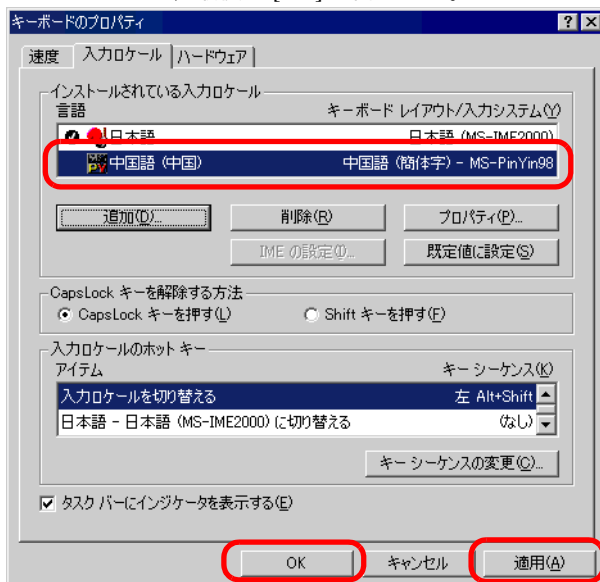 キーボードのプロパティ
速度 入力ロケール ハードウェア
インストールされている入力ロケール
言語 キーボード レイアウト/入力システム(Y)
日本語 日本語 (MS-IME2000)
中国語 (中国) 中国語 (簡体字) - MS-PinYin98
追加(D)... 削除(R) プロパティ(P)...
IME の設定(I)... 既定値に設定(S)
CapsLock キーを解除する方法
CapsLock キーを押す(L) Shift キーを押す(F)
入力ロケールのホット キー
アイテム キー シーケンス(K)
入力ロケールを切り替える 左 Alt+Shift
日本語 - 日本語 (MS-IME2000) に切り替える (なし)
キー シーケンスの変更(C)...
タスク バーにインジケータを表示する(E)
OK キャンセル 適用(A)